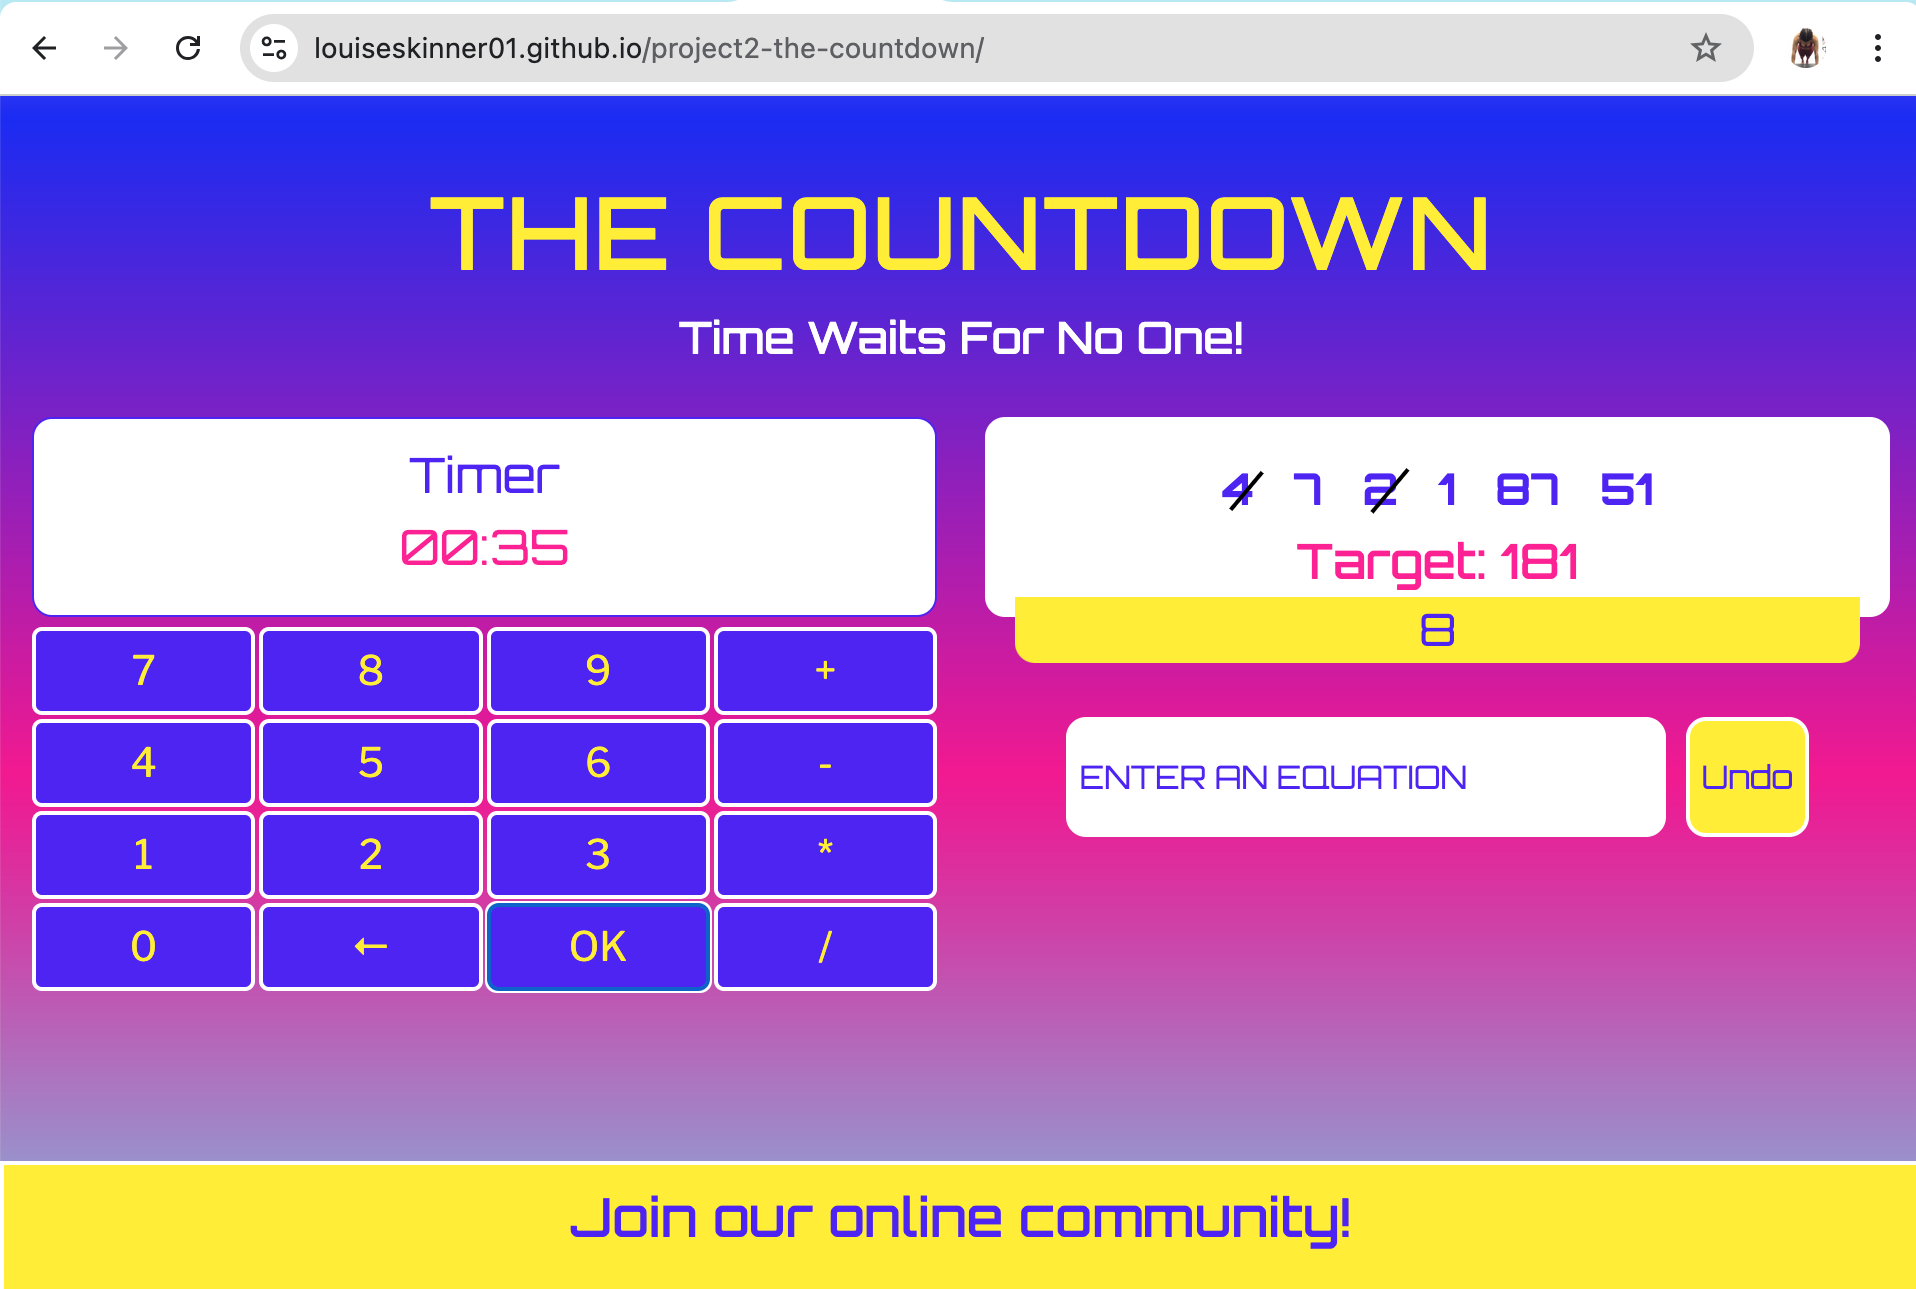 louiseskinner01.github.io/project2-the-countdown/
THE COUNTDOWN
Time Waits For No One!
Timer
00:35
4 7 2 1 87 51
Target: 181
8
7 8 9 +
4 5 6 -
1 2 3 *
0 ← OK /
ENTER AN EQUATION
Undo
Join our online community!